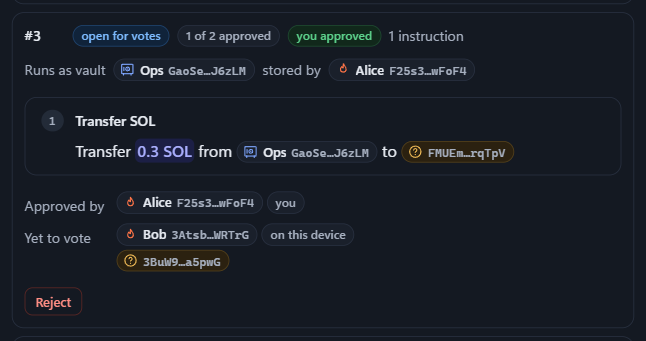 #3 open for votes 1 of 2 approved you approved 1 instruction
Runs as vault Ops GaoSe…J6zLM stored by Alice F25s3…wFoF4
1 Transfer SOL
Transfer 0.3 SOL from Ops GaoSe…J6zLM to FMUEm…rqTpV
Approved by Alice F25s3…wFoF4 you
Yet to vote Bob 3Atsb…WRTrG on this device
3BuW9…a5pwG
Reject